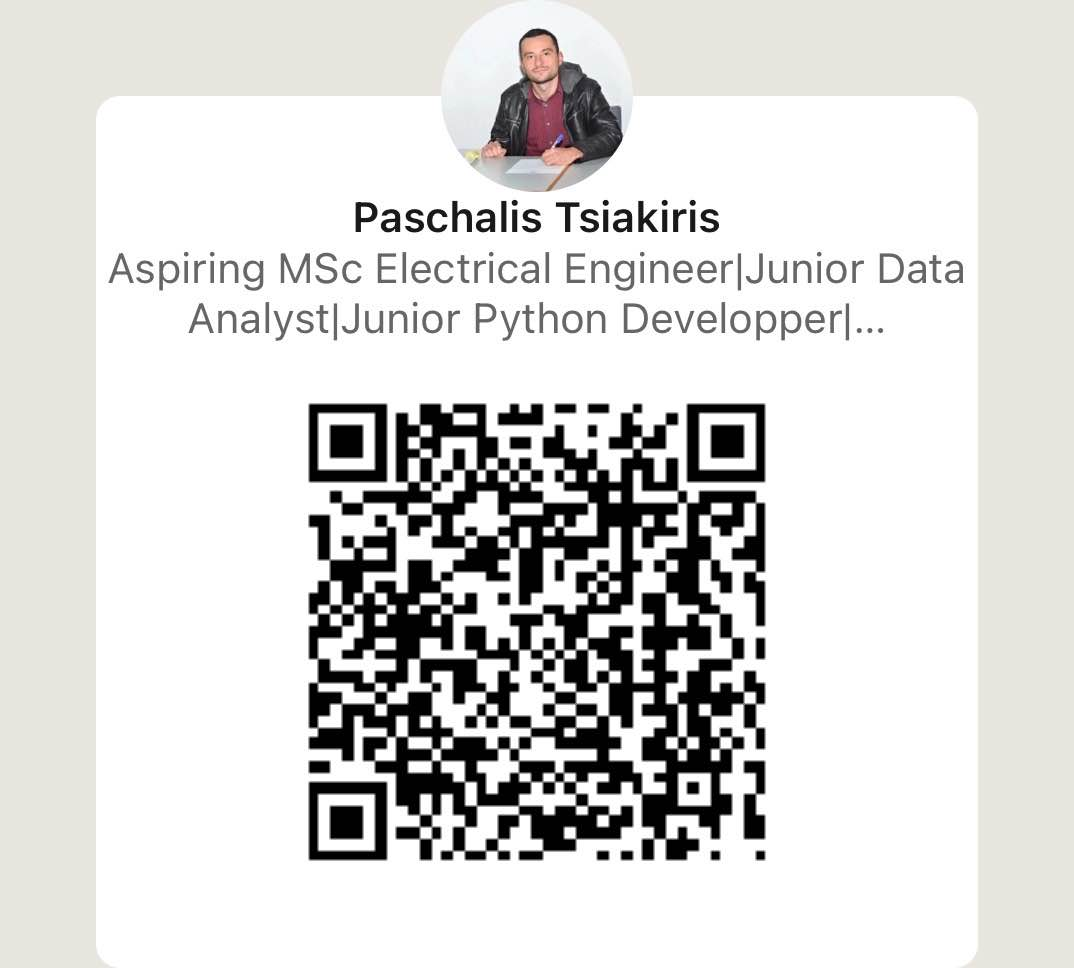 Paschalis Tsiakiris
Aspiring MSc Electrical Engineer|Junior Data
Analyst|Junior Python Developper|...